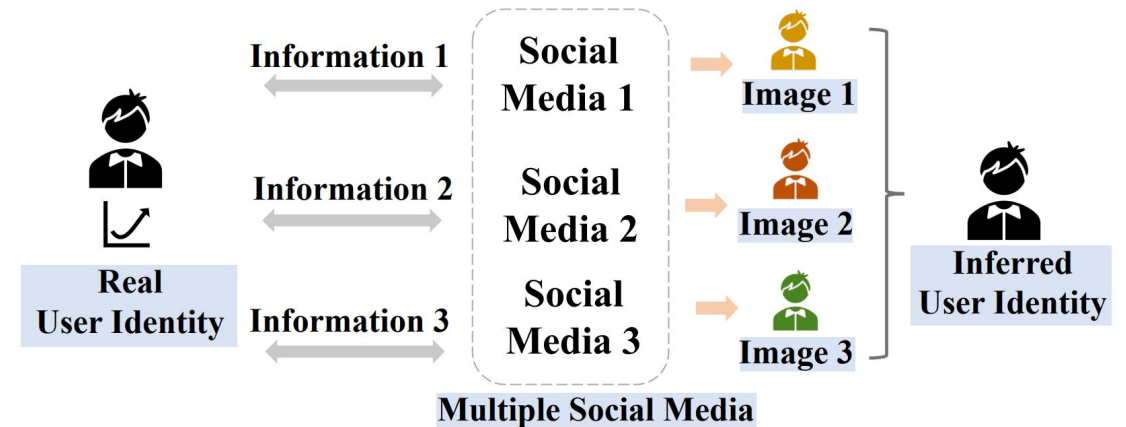 Information 1
Social
Media 1
Image 1
Information 2
Social
Media 2
Image 2
Real
User Identity
Inferred
User Identity
Information 3
Social
Media 3
Image 3
Multiple Social Media